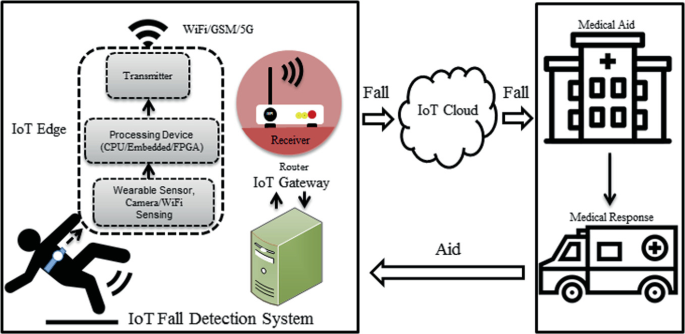 WiFi/GSM/5G
Transmitter
IoT Edge
Processing Device
(CPU/Embedded/FPGA)
Wearable Sensor,
Camera/WiFi
Sensing
Receiver
Router
IoT Gateway
IoT Fall Detection System
Fall
IoT Cloud
Fall
Medical Aid
Medical Response
Aid